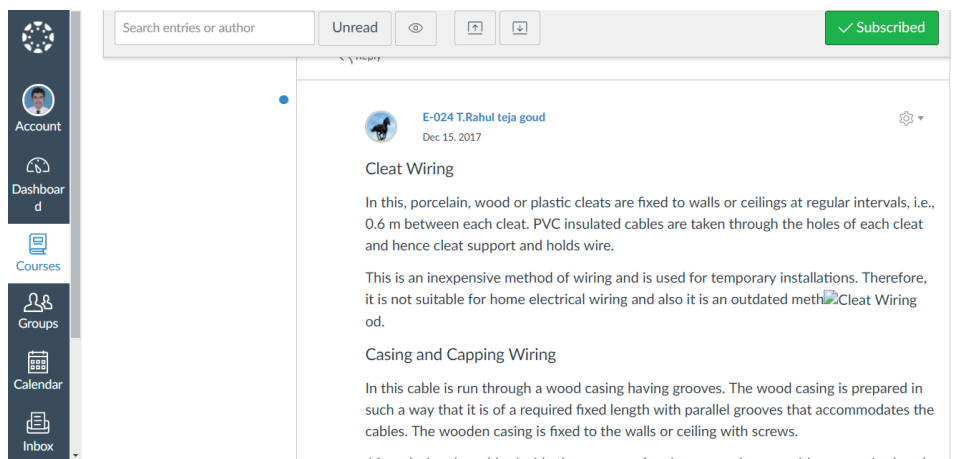 Search entries or author
Unread
Subscribed
Reply
Account
Dashboar
d
Courses
Groups
Calendar
Inbox
E-024 T.Rahul teja goud
Dec 15, 2017
Cleat Wiring
In this, porcelain, wood or plastic cleats are fixed to walls or ceilings at regular intervals, i.e.,
0.6 m between each cleat. PVC insulated cables are taken through the holes of each cleat
and hence cleat support and holds wire.
This is an inexpensive method of wiring and is used for temporary installations. Therefore,
it is not suitable for home electrical wiring and also it is an outdated meth Cleat Wiring
od.
Casing and Capping Wiring
In this cable is run through a wood casing having grooves. The wood casing is prepared in
such a way that it is of a required fixed length with parallel grooves that accommodates the
cables. The wooden casing is fixed to the walls or ceiling with screws.